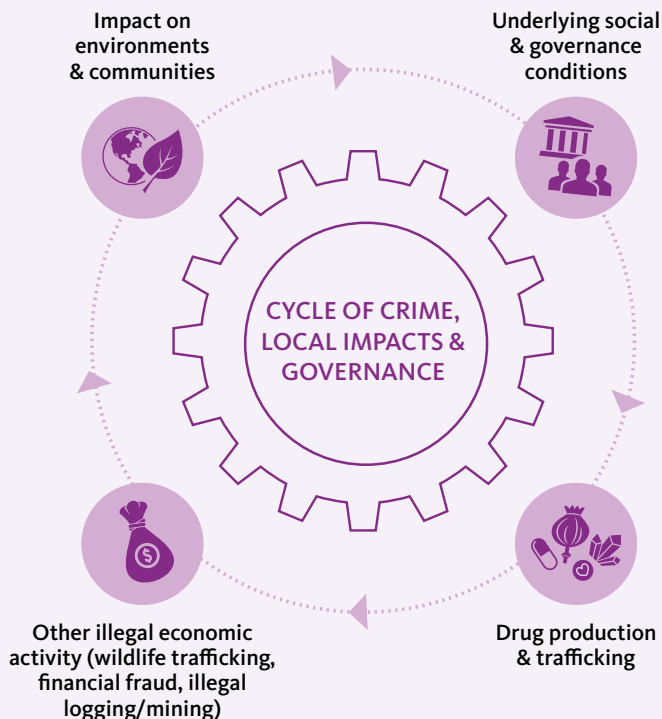 Impact on
environments
& communities
Underlying social
& governance
conditions
CYCLE OF CRIME,
LOCAL IMPACTS &
GOVERNANCE
$
Other illegal economic
activity (wildlife trafficking,
financial fraud, illegal
logging/mining)
Drug production
& trafficking